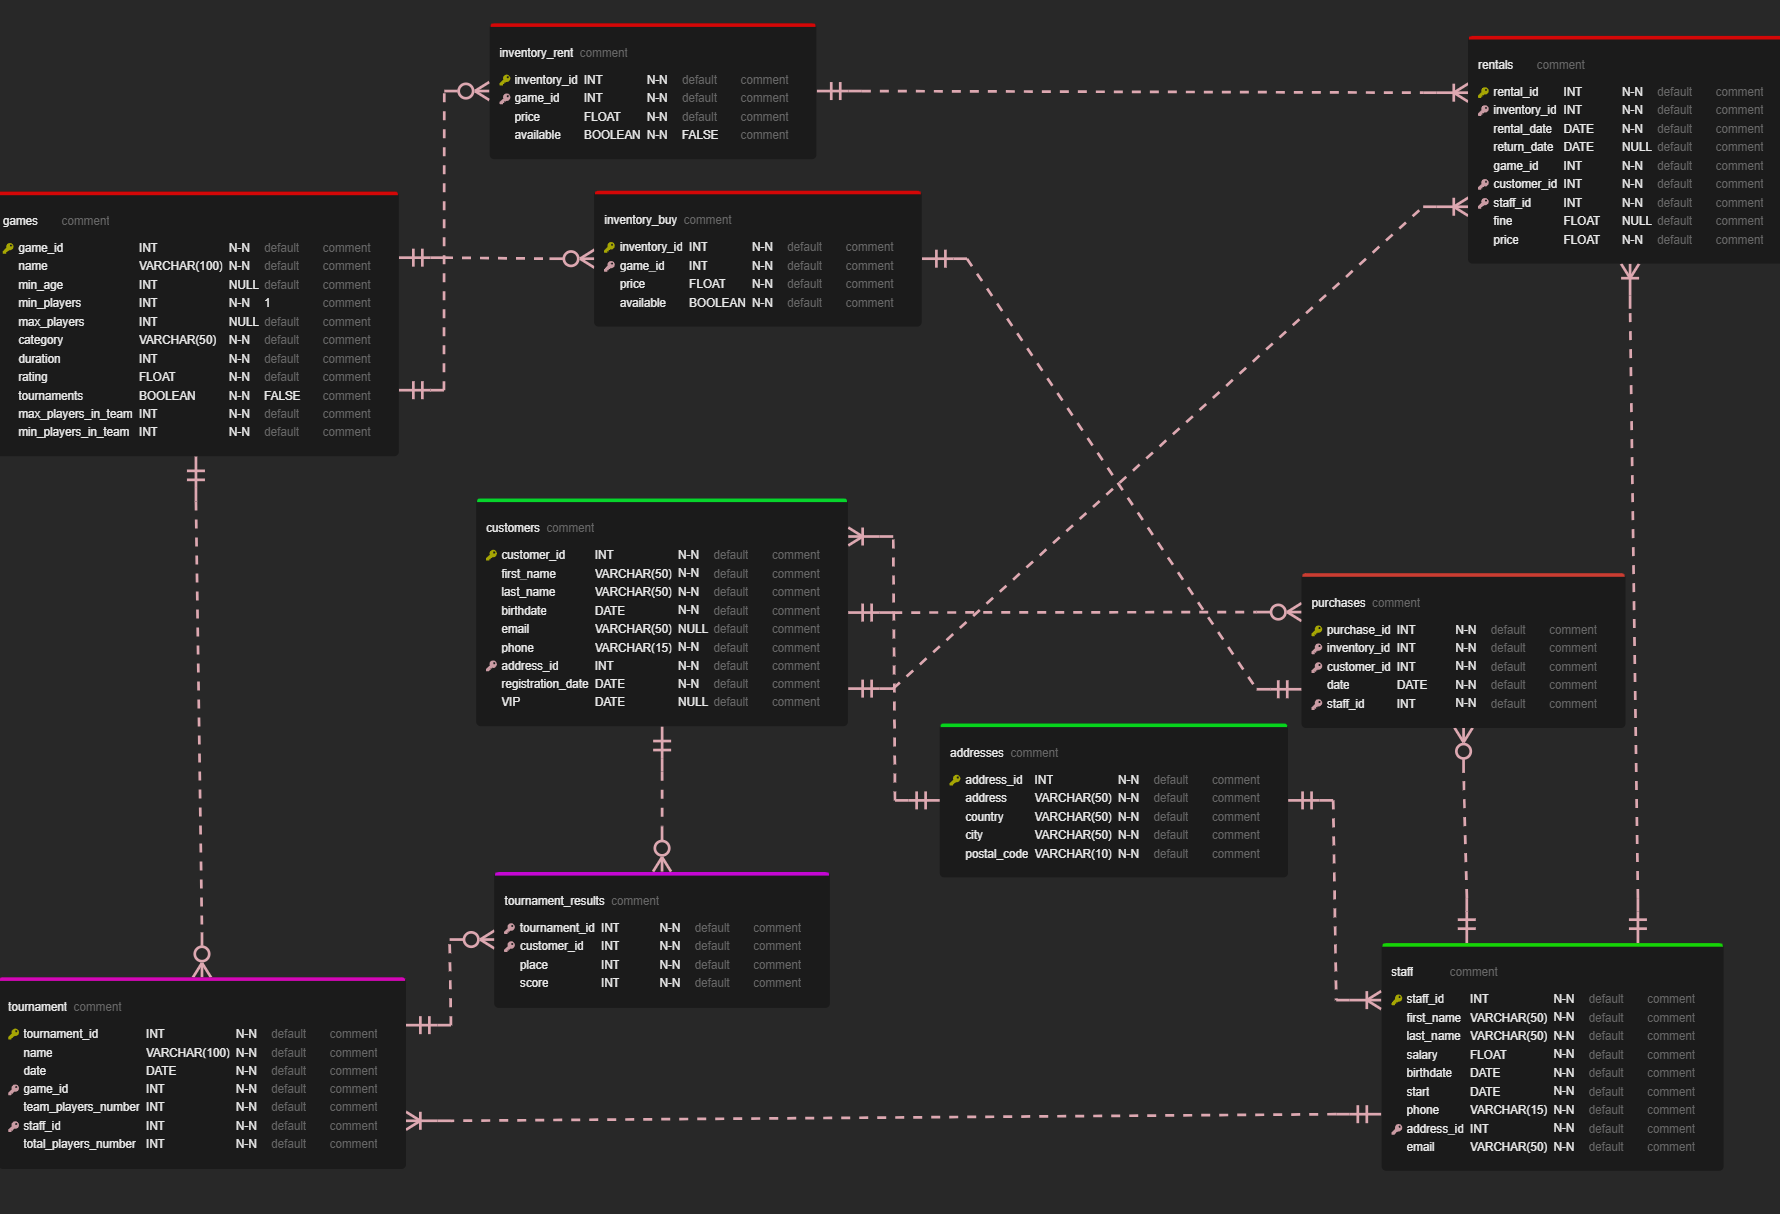 inventory_rent comment
inventory_id INT N-N default comment
game_id INT N-N default comment
price FLOAT N-N default comment
available BOOLEAN N-N FALSE comment
rentals comment
rental_id INT N-N default comment
inventory_id INT N-N default comment
rental_date DATE N-N default comment
return_date DATE NULL default comment
game_id INT N-N default comment
customer_id INT N-N default comment
staff_id INT N-N default comment
fine FLOAT NULL default comment
price FLOAT N-N default comment
games comment
game_id INT N-N default comment
name VARCHAR(100) N-N default comment
min_age INT NULL default comment
min_players INT N-N 1 comment
max_players INT NULL default comment
category VARCHAR(50) N-N default comment
duration INT N-N default comment
rating FLOAT N-N default comment
tournaments BOOLEAN N-N FALSE comment
max_players_in_team INT N-N default comment
min_players_in_team INT N-N default comment
inventory_buy comment
inventory_id INT N-N default comment
game_id INT N-N default comment
price FLOAT N-N default comment
available BOOLEAN N-N default comment
customers comment
customer_id INT N-N default comment
first_name VARCHAR(50) N-N default comment
last_name VARCHAR(50) N-N default comment
birthdate DATE N-N default comment
email VARCHAR(50) NULL default comment
phone VARCHAR(15) N-N default comment
address_id INT N-N default comment
registration_date DATE N-N default comment
VIP DATE NULL default comment
purchases comment
purchase_id INT N-N default comment
inventory_id INT N-N default comment
customer_id INT N-N default comment
date DATE N-N default comment
staff_id INT N-N default comment
addresses comment
address_id INT N-N default comment
address VARCHAR(50) N-N default comment
country VARCHAR(50) N-N default comment
city VARCHAR(50) N-N default comment
postal_code VARCHAR(10) N-N default comment
tournament_results comment
tournament_id INT N-N default comment
customer_id INT N-N default comment
place INT N-N default comment
score INT N-N default comment
tournament comment
tournament_id INT N-N default comment
name VARCHAR(100) N-N default comment
date DATE N-N default comment
game_id INT N-N default comment
team_players_number INT N-N default comment
staff_id INT N-N default comment
total_players_number INT N-N default comment
staff comment
staff_id INT N-N default comment
first_name VARCHAR(50) N-N default comment
last_name VARCHAR(50) N-N default comment
salary FLOAT N-N default comment
birthdate DATE N-N default comment
start DATE N-N default comment
phone VARCHAR(15) N-N default comment
address_id INT N-N default comment
email VARCHAR(50) N-N default comment